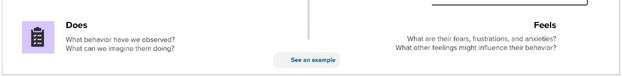 Does
What behavior have we observed?
What can we imagine them doing?
Feels
What are their fears, frustrations, and anxieties?
What other feelings might influence their behavior?
See an example